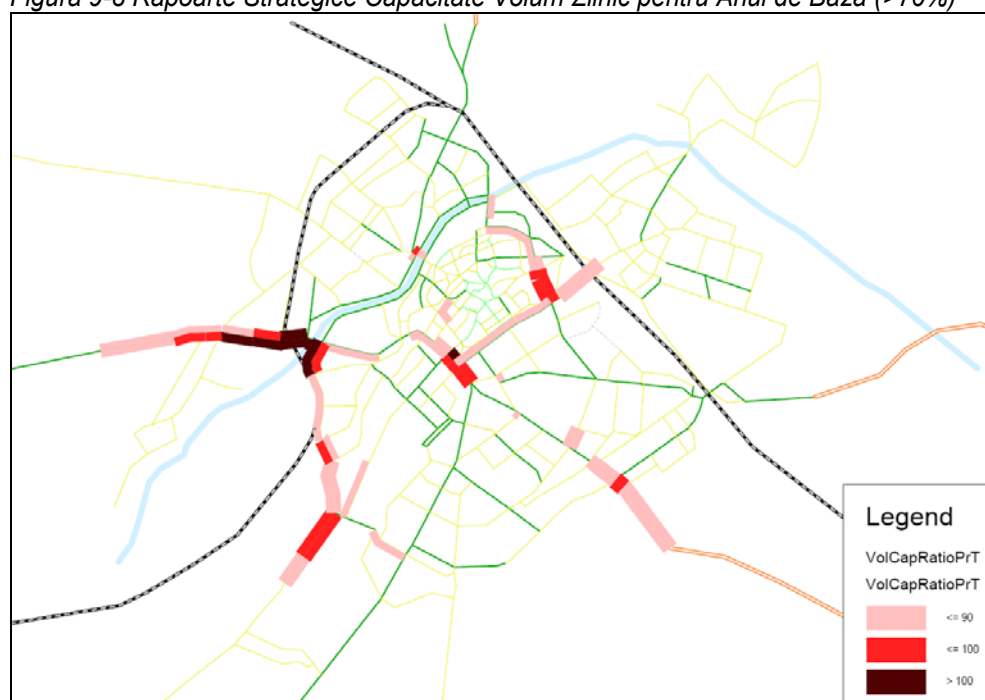 Figura 9-6 Rapoarte Strategice Capacitate Volum Zilnic pentru Anul de Bază (>70%)
Legend
VolCapRatioPrT
VolCapRatioPrT
<= 90
<= 100
> 100